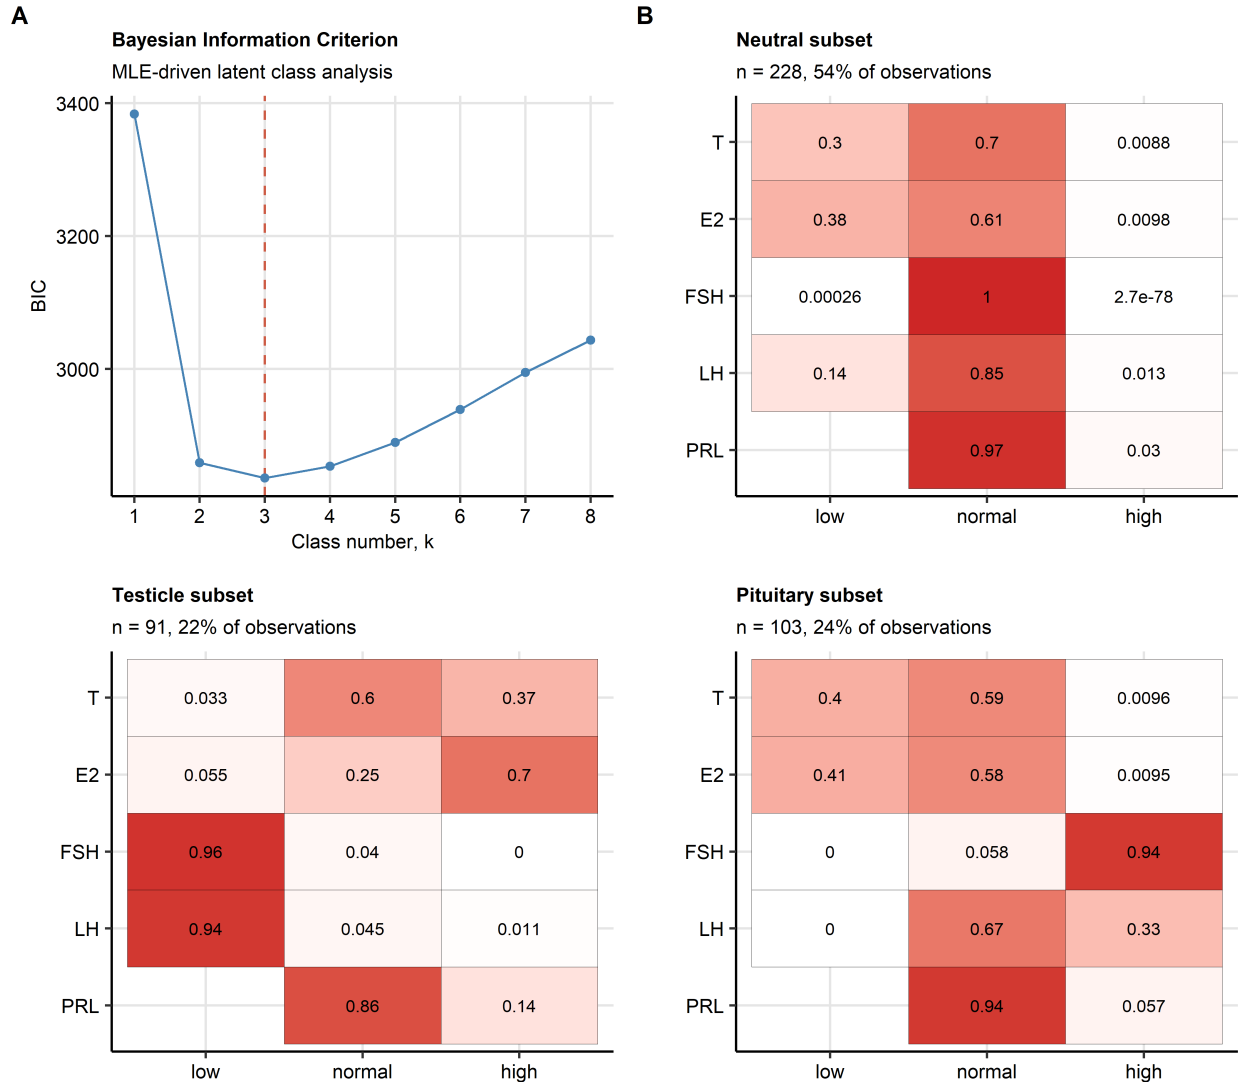 A
Bayesian Information Criterion
MLE-driven latent class analysis
BIC
3400
3200
3000
1 2 3 4 5 6 7 8
Class number, k
B
Neutral subset
n = 228, 54% of observations
T 0.3 0.7 0.0088
E2 0.38 0.61 0.0098
FSH 0.00026 1 2.7e-78
LH 0.14 0.85 0.013
PRL 0.97 0.03
low normal high
Testicle subset
n = 91, 22% of observations
T 0.033 0.6 0.37
E2 0.055 0.25 0.7
FSH 0.96 0.04 0
LH 0.94 0.045 0.011
PRL 0.86 0.14
low normal high
Pituitary subset
n = 103, 24% of observations
T 0.4 0.59 0.0096
E2 0.41 0.58 0.0095
FSH 0 0.058 0.94
LH 0 0.67 0.33
PRL 0.94 0.057
low normal high